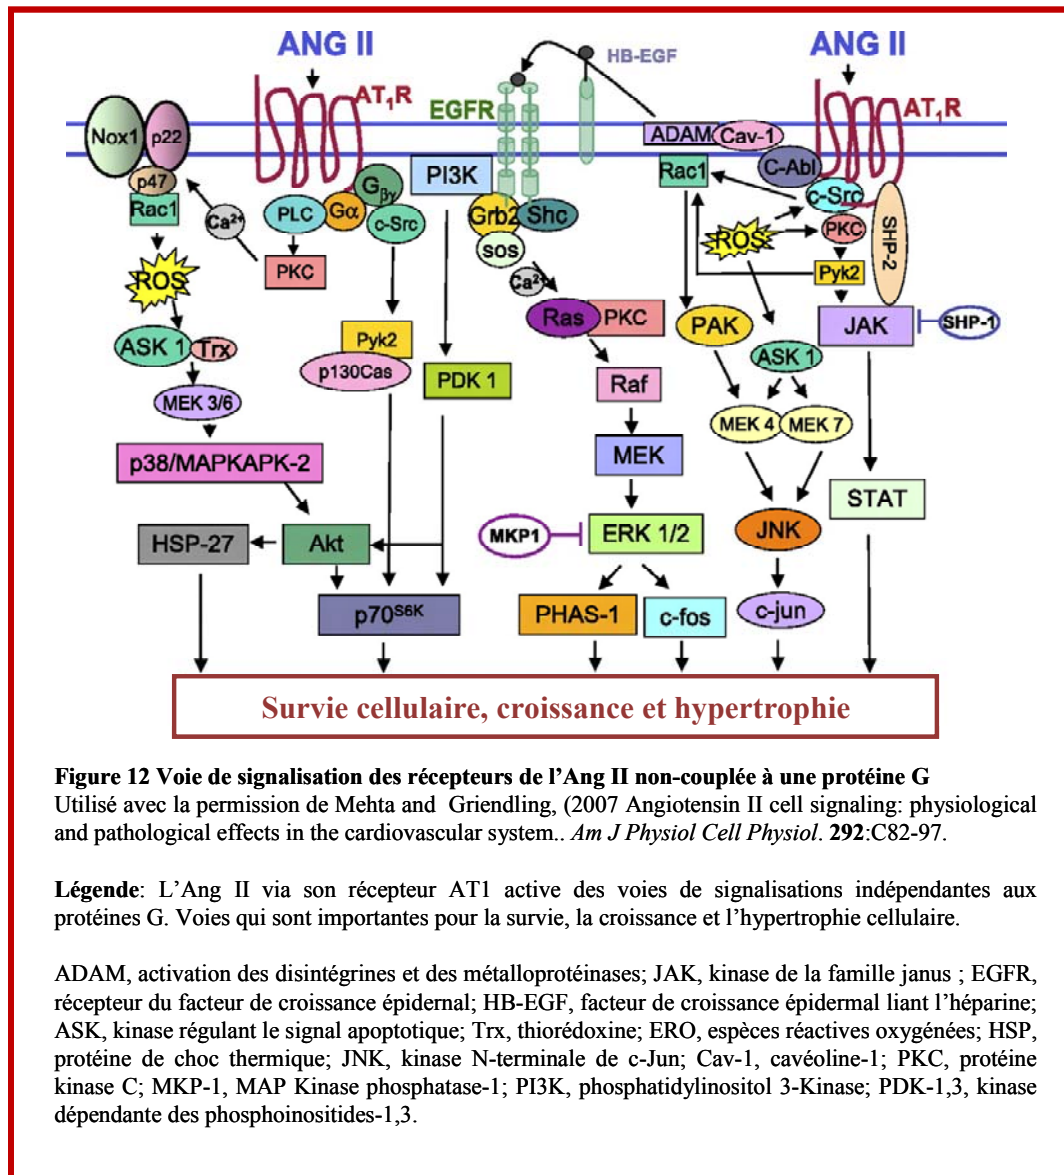 ANG II
HB-EGF
ANG II
AT1R
EGFR
AT1R
Nox1
p22
ADAM
Cav-1
p47
Gβγ
PI3K
Rac1
C-Abl
Rac1
PLC
Gα
c-Src
Grb2
Shc
c-Src
Ca2+
sos
ROS
PKC
SHP-2
PKC
Ca2+
Pyk2
ROS
Ras
PKC
PAK
JAK
SHP-1
ASK 1
Trx
Pyk2
p130Cas
PDK 1
Raf
ASK 1
MEK 3/6
MEK 4
MEK 7
p38/MAPKAPK-2
MEK
STAT
HSP-27
Akt
MKP1
ERK 1/2
JNK
p70S6K
PHAS-1
c-fos
c-jun
Survie cellulaire, croissance et hypertrophie
Figure 12 Voie de signalisation des récepteurs de l’Ang II non-couplée à une protéine G
Utilisé avec la permission de Mehta and Griendling, (2007 Angiotensin II cell signaling: physiological
and pathological effects in the cardiovascular system.. Am J Physiol Cell Physiol. 292:C82-97.
Légende: L’Ang II via son récepteur AT1 active des voies de signalisations indépendantes aux
protéines G. Voies qui sont importantes pour la survie, la croissance et l’hypertrophie cellulaire.
ADAM, activation des disintégrines et des métalloprotéinases; JAK, kinase de la famille janus ; EGFR,
récepteur du facteur de croissance épidernal; HB-EGF, facteur de croissance épidermal liant l’héparine;
ASK, kinase régulant le signal apoptotique; Trx, thiorédoxine; ERO, espèces réactives oxygénées; HSP,
protéine de choc thermique; JNK, kinase N-terminale de c-Jun; Cav-1, cavéoline-1; PKC, protéine
kinase C; MKP-1, MAP Kinase phosphatase-1; PI3K, phosphatidylinositol 3-Kinase; PDK-1,3, kinase
dépendante des phosphoinositides-1,3.